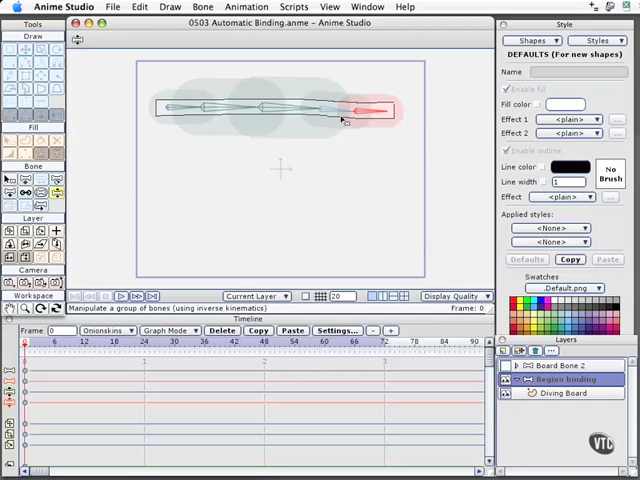 Anime Studio File Edit Draw Bone Animation Scripts View Window Help
0503 Automatic Binding.anme - Anime Studio
Tools
Draw
Fill
Bone
Layer
Camera
Workspace
Style
Shapes Styles
DEFAULTS (For new shapes)
Name
Enable fill
Fill color
Effect 1 <plain> ...
Effect 2 <plain> ...
Enable outline
Line color
Line width 1
No Brush
Effect <plain> ...
Applied styles:
<None>
<None>
Defaults Copy Paste
Swatches
.Default.png
Current Layer 20 Display Quality
Manipulate a group of bones (using inverse kinematics) Frame: 0
Timeline
Frame 0 Onionskins Graph Mode Delete Copy Paste Settings... - +
0 6 12 18 24 30 36 42 48 54 60 66 72 78 84 90
0 1 2 3
Layers
Board Bone 2
Region binding
Diving Board
VTC